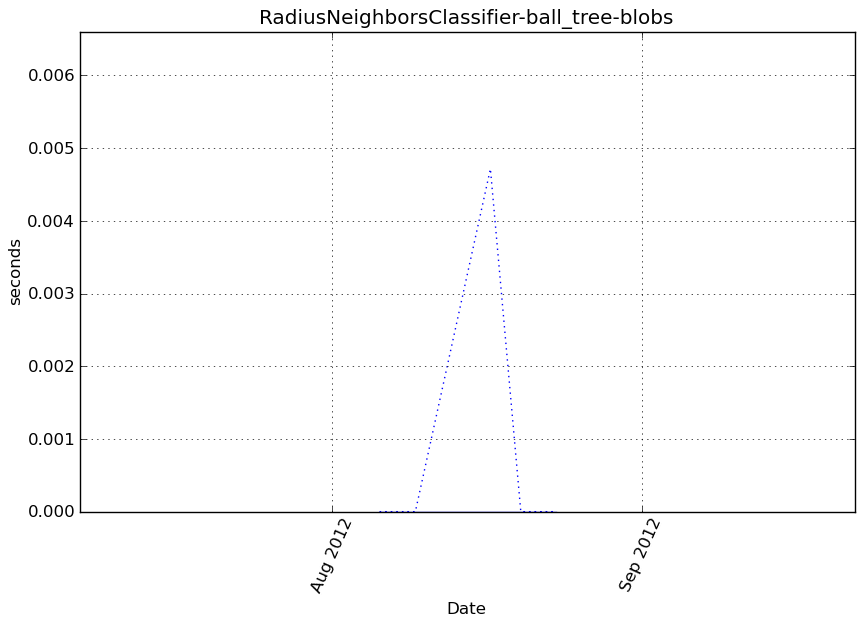 RadiusNeighborsClassifier-ball_tree-blobs
0.006
0.005
0.004
0.003
0.002
0.001
0.000
seconds
Aug 2012
Sep 2012
Date